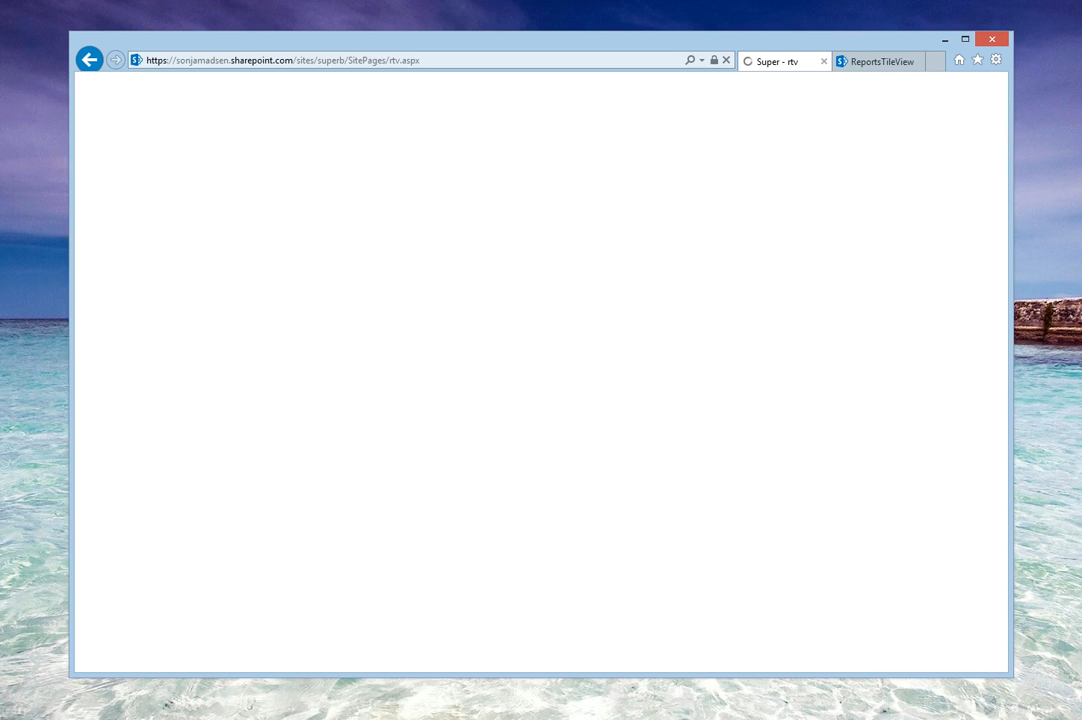 https://sonjamadsen.sharepoint.com/sites/superb/SitePages/rtv.aspx
Super - rtv
ReportsTileView